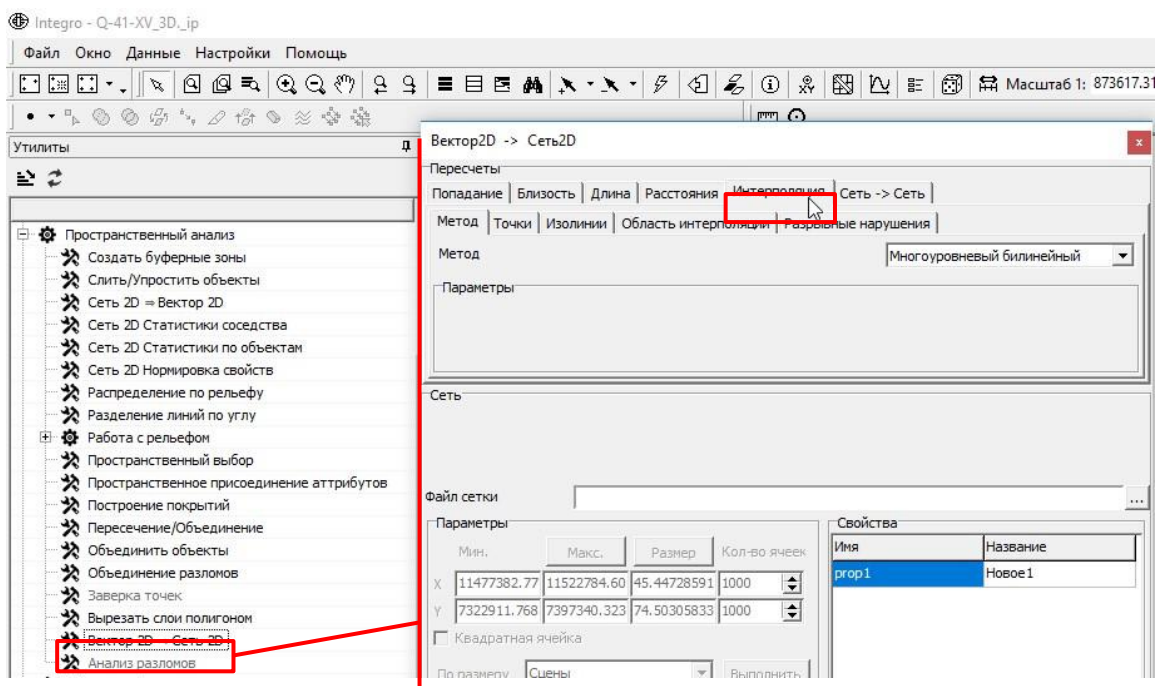 Integro - Q-41-XV_3D._ip
Файл Окно Данные Настройки Помощь
Масштаб 1: 873617.31
Утилиты
Пространственный анализ
Создать буферные зоны
Слить/Упростить объекты
Сеть 2D ⇒ Вектор 2D
Сеть 2D Статистики соседства
Сеть 2D Статистики по объектам
Сеть 2D Нормировка свойств
Распределение по рельефу
Разделение линий по углу
Работа с рельефом
Пространственный выбор
Пространственное присоединение аттрибутов
Построение покрытий
Пересечение/Объединение
Объединить объекты
Объединение разломов
Заверка точек
Вырезать слои полигоном
Вектор 2D Сеть 2D
Анализ разломов
Вектор2D -> Сеть2D
x
Пересчеты
Попадание Близость Длина Расстояния Интерполяция Сеть -> Сеть
Метод Точки Изолинии Область интерполяции Разрывные нарушения
Метод Многоуровневый билинейный
Параметры
Сеть
Файл сетки ...
Параметры
Мин. Макс. Размер Кол-во ячеек
X 11477382.77 11522784.60 45.44728591 1000
Y 7322911.768 7397340.323 74.50305833 1000
Квадратная ячейка
По размеру Сцены Выполнить
Свойства
Имя Название
prop1 Новое1